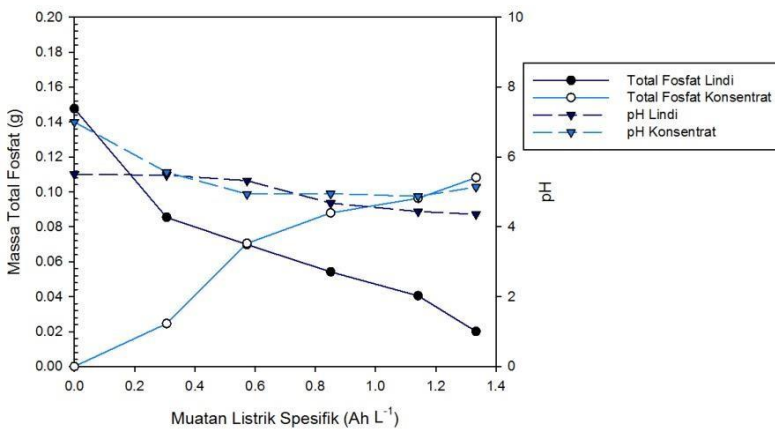 0.20
0.18
0.16
0.14
0.12
0.10
0.08
0.06
0.04
0.02
0.00
Massa Total Fosfat (g)
0.0 0.2 0.4 0.6 0.8 1.0 1.2 1.4
Muatan Listrik Spesifik (Ah L⁻¹)
10
8
6
4
2
0
pH
Total Fosfat Lindi
Total Fosfat Konsentrat
pH Lindi
pH Konsentrat